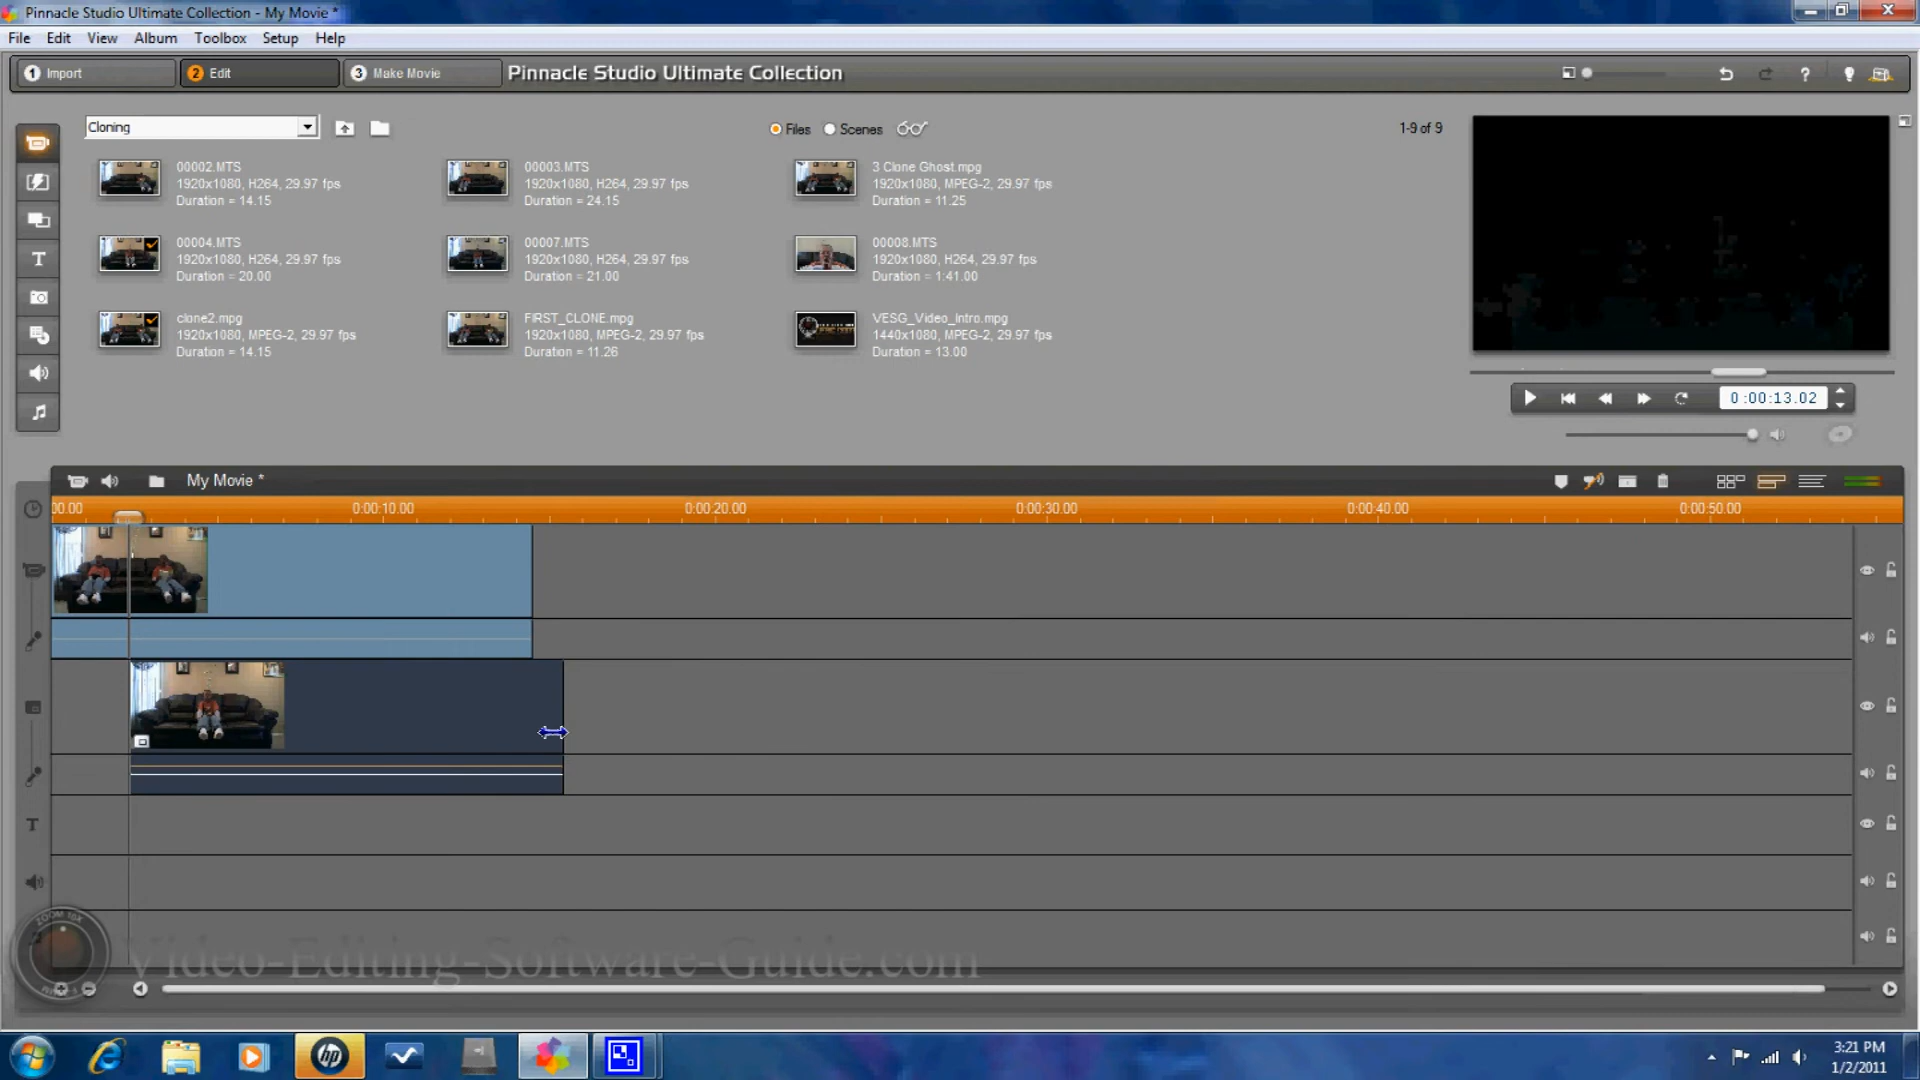 Pinnacle Studio Ultimate Collection - My Movie *
File Edit View Album Toolbox Setup Help
1 Import 2 Edit 3 Make Movie Pinnacle Studio Ultimate Collection ?
Cloning Files Scenes 1-9 of 9
00002.MTS
1920x1080, H264, 29.97 fps
Duration = 14.15
00003.MTS
1920x1080, H264, 29.97 fps
Duration = 24.15
3 Clone Ghost.mpg
1920x1080, MPEG-2, 29.97 fps
Duration = 11.25
00004.MTS
1920x1080, H264, 29.97 fps
Duration = 20.00
00007.MTS
1920x1080, H264, 29.97 fps
Duration = 21.00
00008.MTS
1920x1080, H264, 29.97 fps
Duration = 1:41.00
clone2.mpg
1920x1080, MPEG-2, 29.97 fps
Duration = 14.15
FIRST_CLONE.mpg
1920x1080, MPEG-2, 29.97 fps
Duration = 11.26
VESG_Video_Intro.mpg
1440x1080, MPEG-2, 29.97 fps
Duration = 13.00
0:00:13.02
My Movie *
00.00 0:00:10.00 0:00:20.00 0:00:30.00 0:00:40.00 0:00:50.00
T
ZOOM 10X
Video-Editing-Software-Guide.com
hp
3:21 PM
1/2/2011